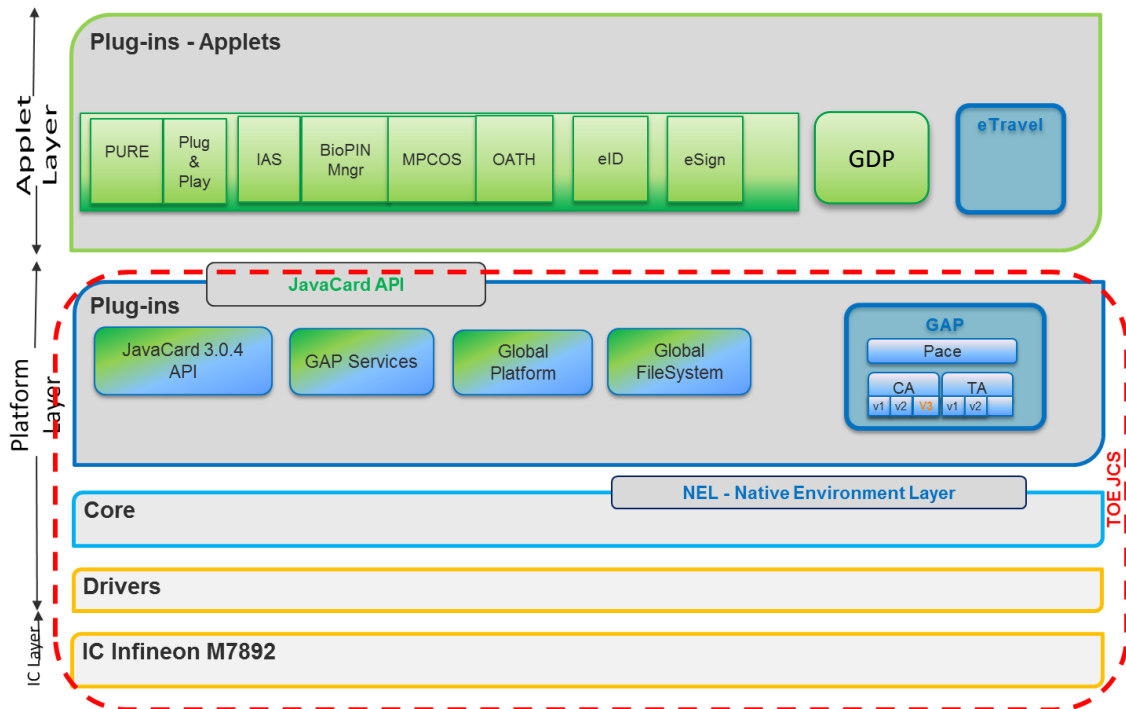 Applet
Layer
Plug-ins - Applets
PURE
Plug
&
Play
IAS
BioPIN
Mngr
MPCOS
OATH
eID
eSign
GDP
eTravel
Platform
Layer
JavaCard API
Plug-ins
JavaCard 3.0.4
API
GAP Services
Global
Platform
Global
FileSystem
GAP
Pace
CA
TA
v1
v2
V3
v1
v2
TOE JCS
NEL - Native Environment Layer
Core
Drivers
IC Layer
IC Infineon M7892